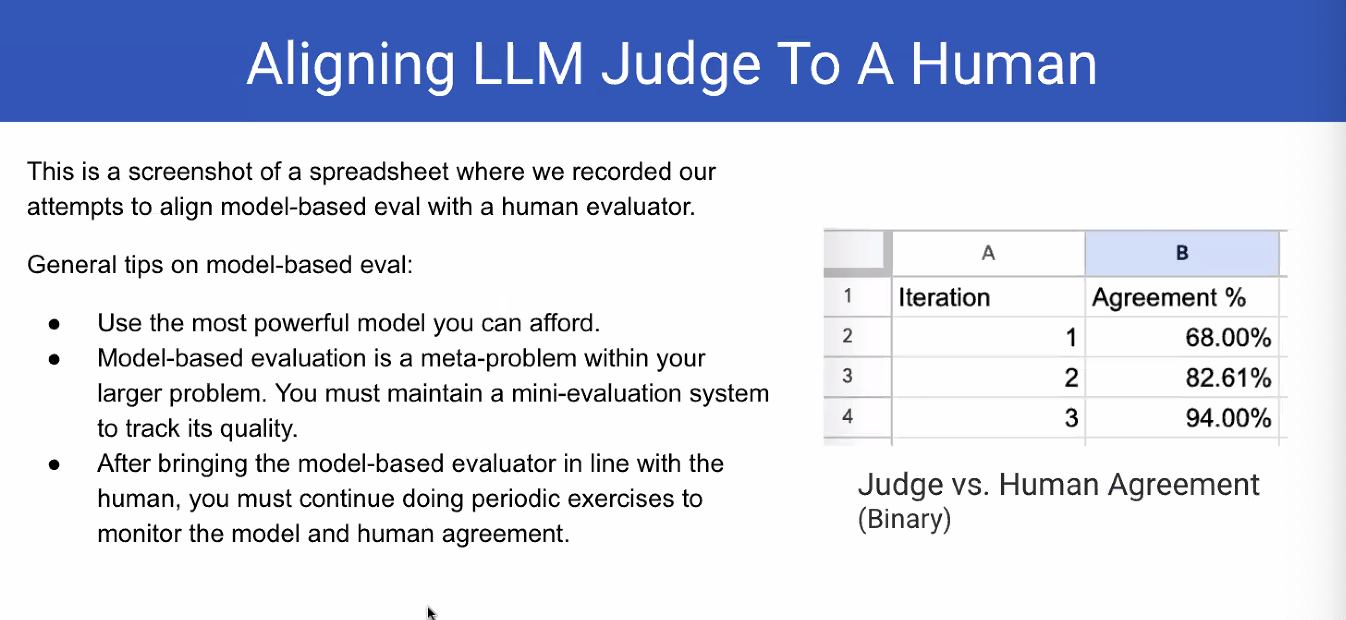 Aligning LLM Judge To A Human
This is a screenshot of a spreadsheet where we recorded our
attempts to align model-based eval with a human evaluator.
General tips on model-based eval:
● Use the most powerful model you can afford.
● Model-based evaluation is a meta-problem within your
larger problem. You must maintain a mini-evaluation system
to track its quality.
● After bringing the model-based evaluator in line with the
human, you must continue doing periodic exercises to
monitor the model and human agreement.
A B
1 Iteration Agreement %
2 1 68.00%
3 2 82.61%
4 3 94.00%
Judge vs. Human Agreement
(Binary)